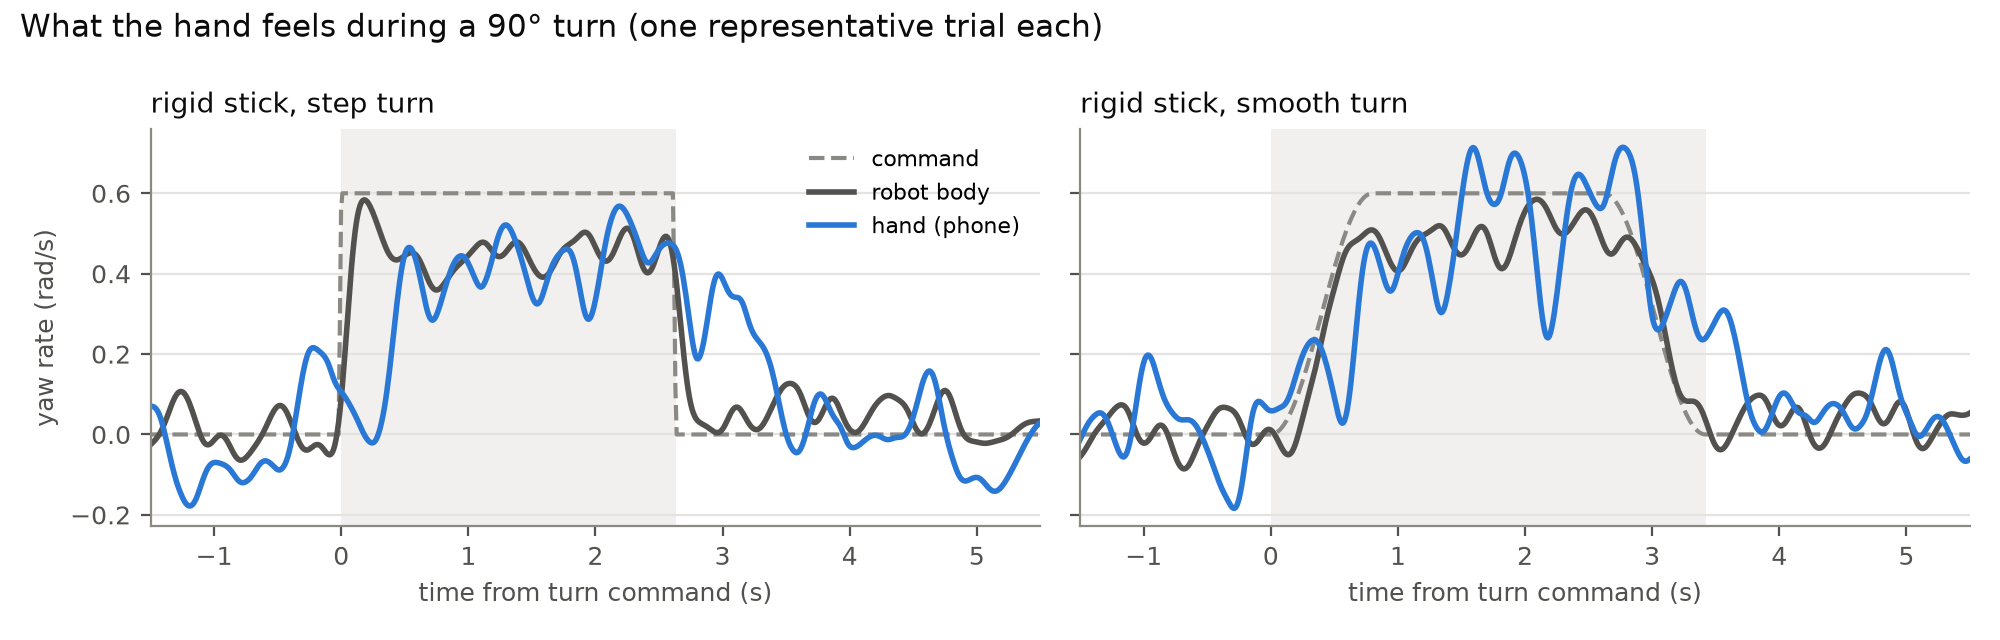 What the hand feels during a 90° turn (one representative trial each)
rigid stick, step turn
command
robot body
hand (phone)
yaw rate (rad/s)
0.6
0.4
0.2
0.0
−0.2
−1 0 1 2 3 4 5
time from turn command (s)
rigid stick, smooth turn
−1 0 1 2 3 4 5
time from turn command (s)